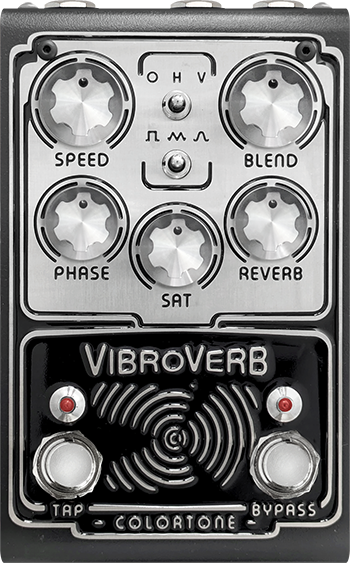 O H V
SPEED BLEND
PHASE REVERB
SAT
VIBROVERB
TAP BYPASS
- COLORTONE -